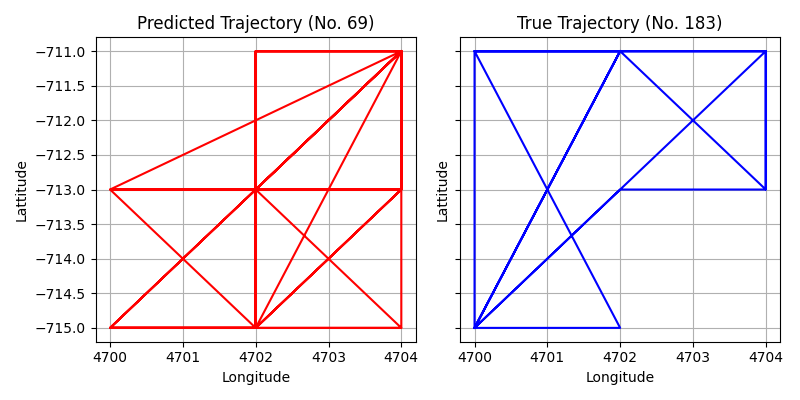 Predicted Trajectory (No. 69)
−711.0
−711.5
−712.0
−712.5
−713.0
−713.5
−714.0
−714.5
−715.0
Lattitude
4700 4701 4702 4703 4704
Longitude
True Trajectory (No. 183)
Lattitude
4700 4701 4702 4703 4704
Longitude